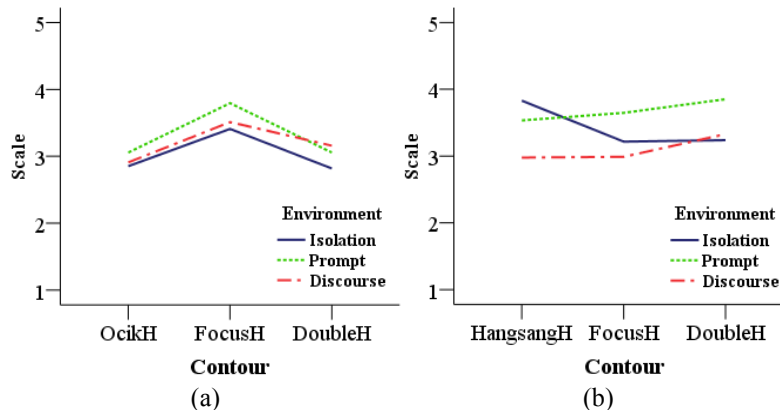 5
4
3
2
1
Scale
Environment
Isolation
Prompt
Discourse
OcikH FocusH DoubleH
Contour
(a)
5
4
3
2
1
Scale
Environment
Isolation
Prompt
Discourse
HangsangH FocusH DoubleH
Contour
(b)